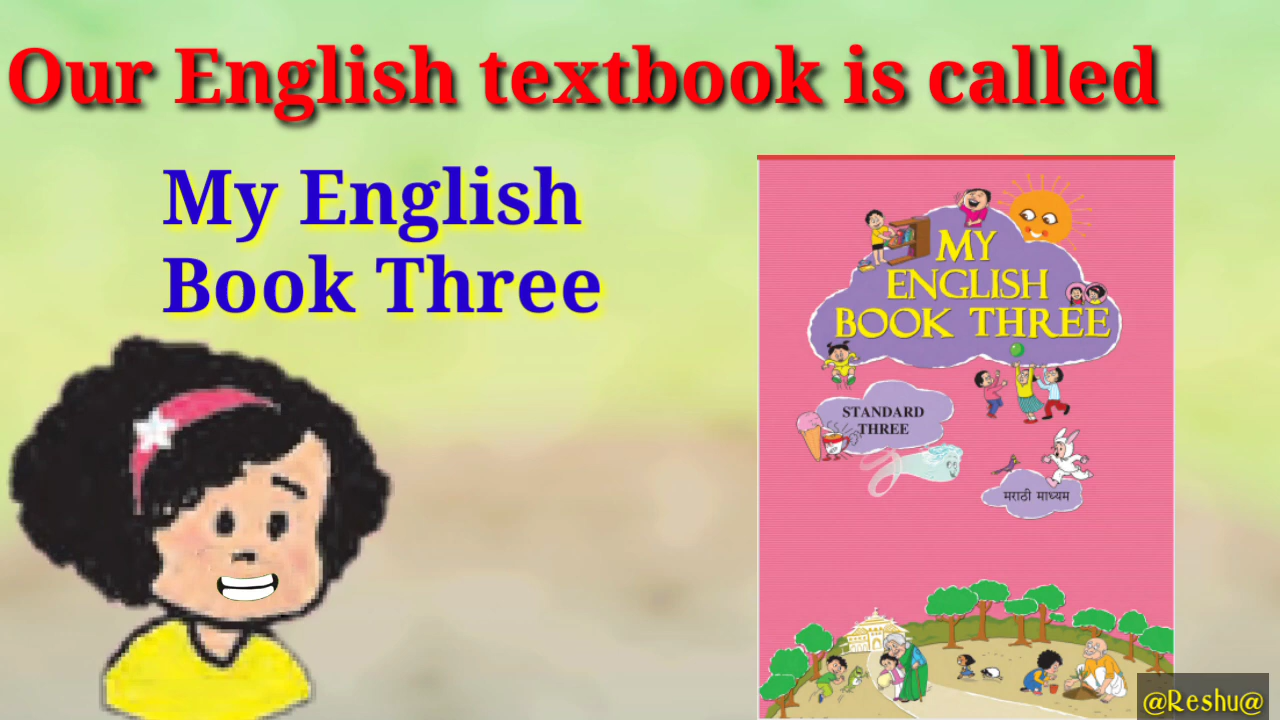 Our English textbook is called
My English
Book Three
MY
ENGLISH
BOOK THREE
STANDARD
THREE
मराठी माध्यम
@Reshu@